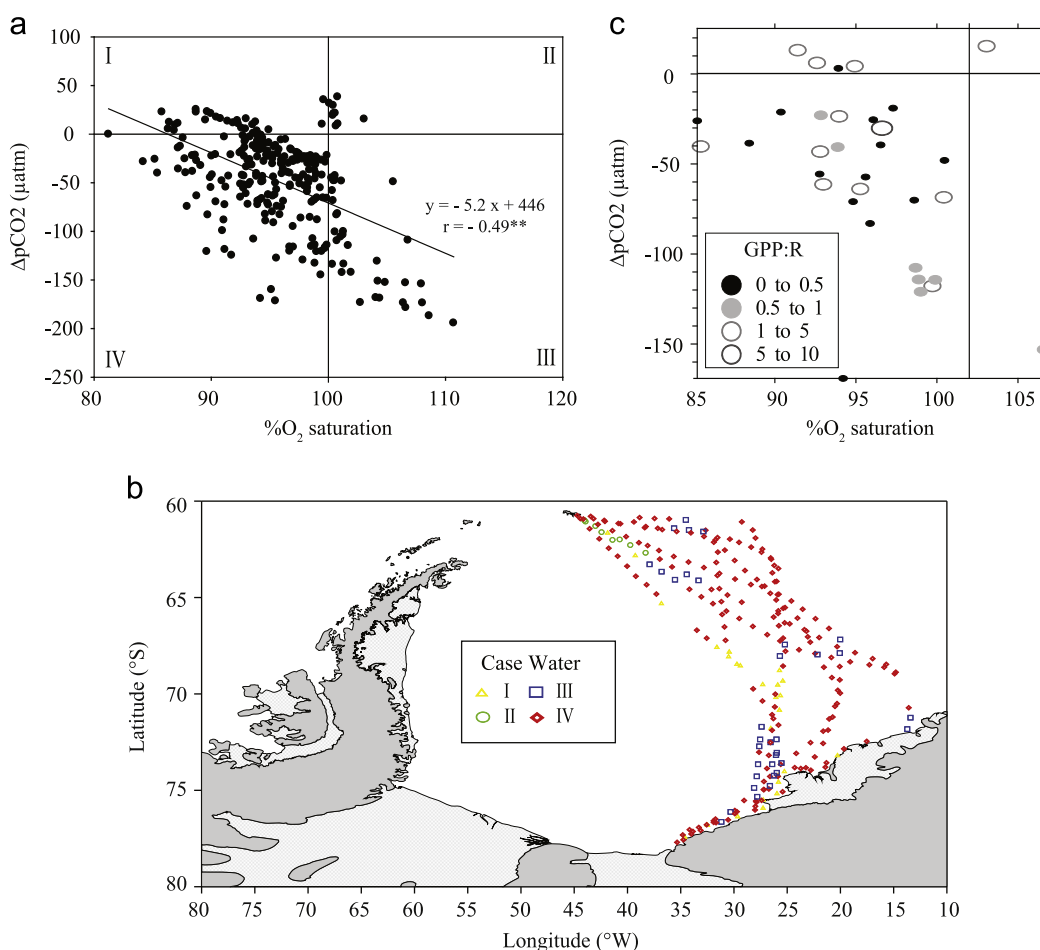 a
100
50
0
-50
-100
-150
-200
-250
ΔpCO2 (µatm)
I
II
III
IV
y = - 5.2 x + 446
r = - 0.49**
80
90
100
110
120
%O2 saturation
c
0
-50
-100
-150
ΔpCO2 (µatm)
GPP:R
0 to 0.5
0.5 to 1
1 to 5
5 to 10
85
90
95
100
105
%O2 saturation
b
60
65
70
75
80
Latitude (°S)
Case Water
I
III
II
IV
80 75 70 65 60 55 50 45 40 35 30 25 20 15 10
Longitude (°W)